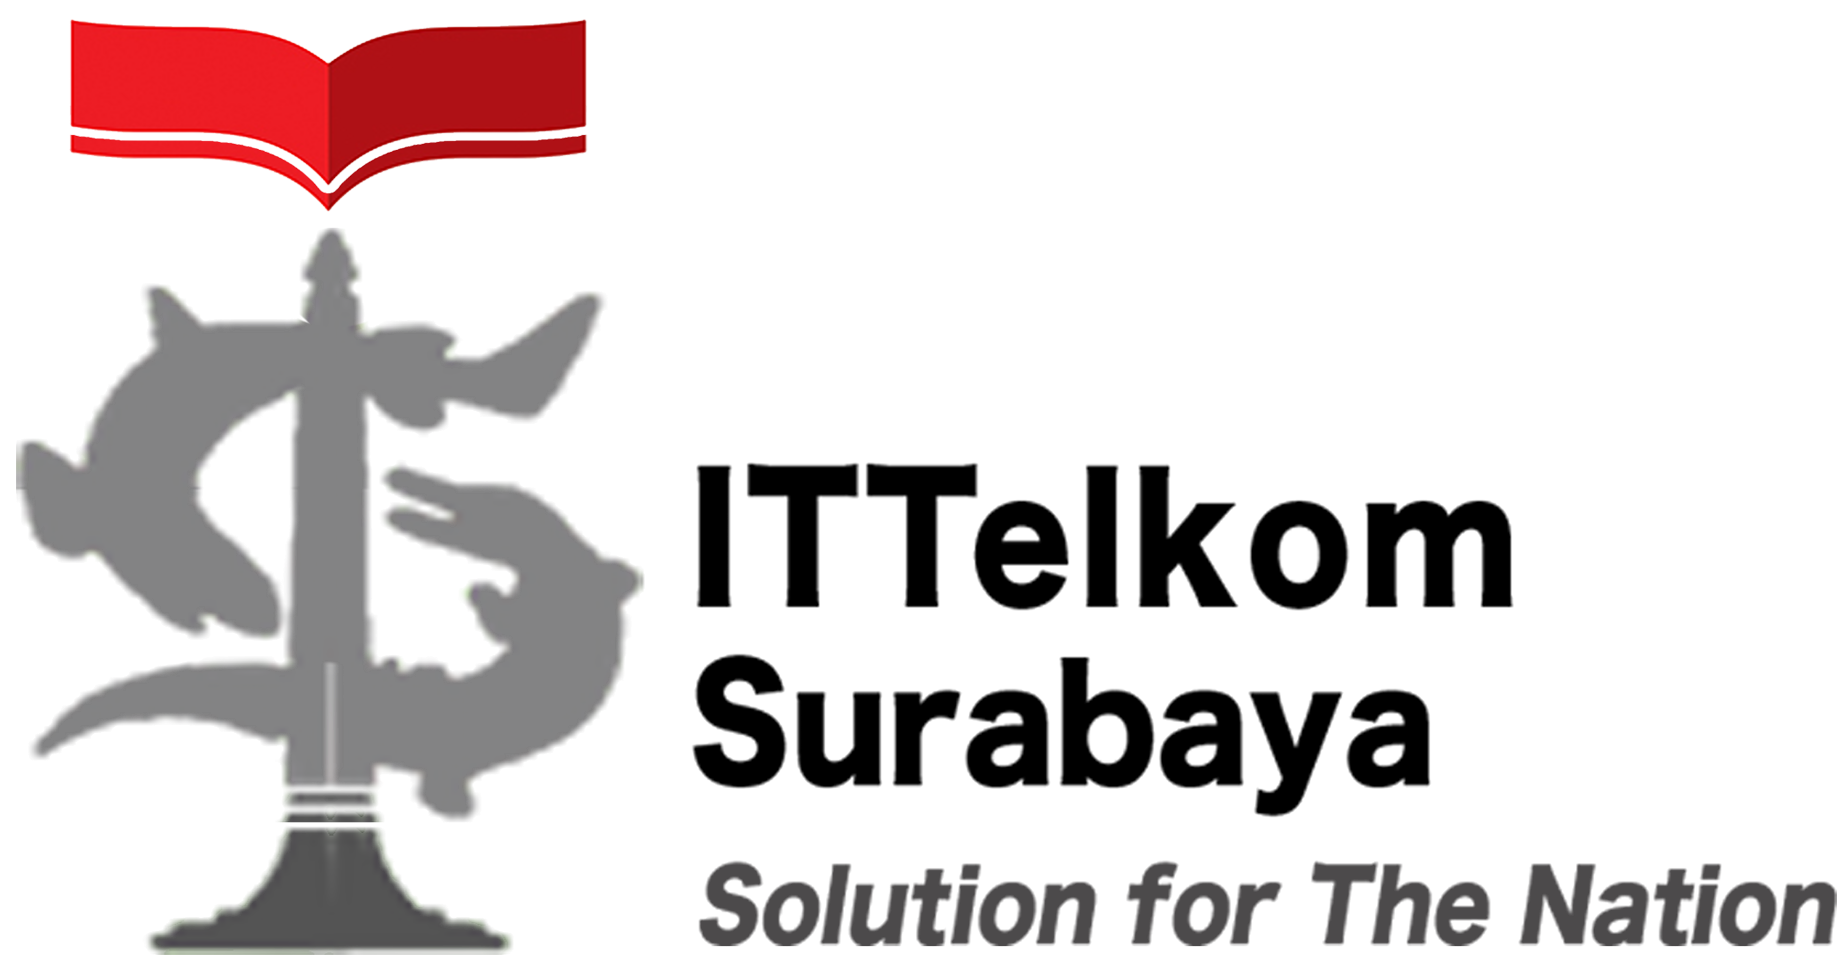 ITTelkom
Surabaya
Solution for The Nation